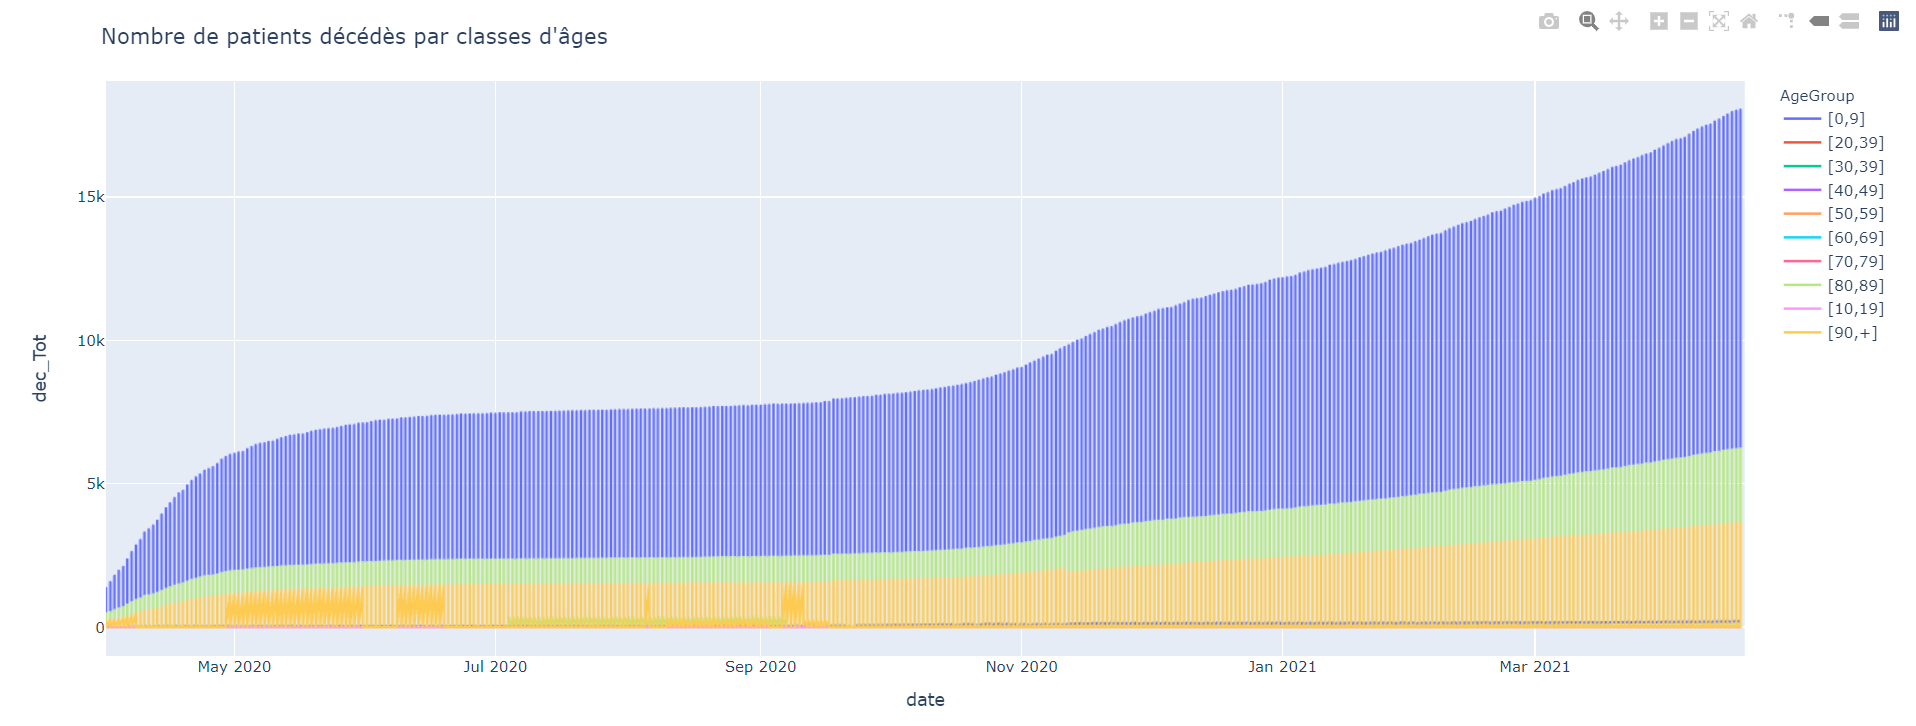 Nombre de patients décédès par classes d'âges
AgeGroup
[0,9]
[20,39]
[30,39]
[40,49]
[50,59]
[60,69]
[70,79]
[80,89]
[10,19]
[90,+]
15k
10k
5k
0
dec_Tot
May 2020
Jul 2020
Sep 2020
Nov 2020
Jan 2021
Mar 2021
date